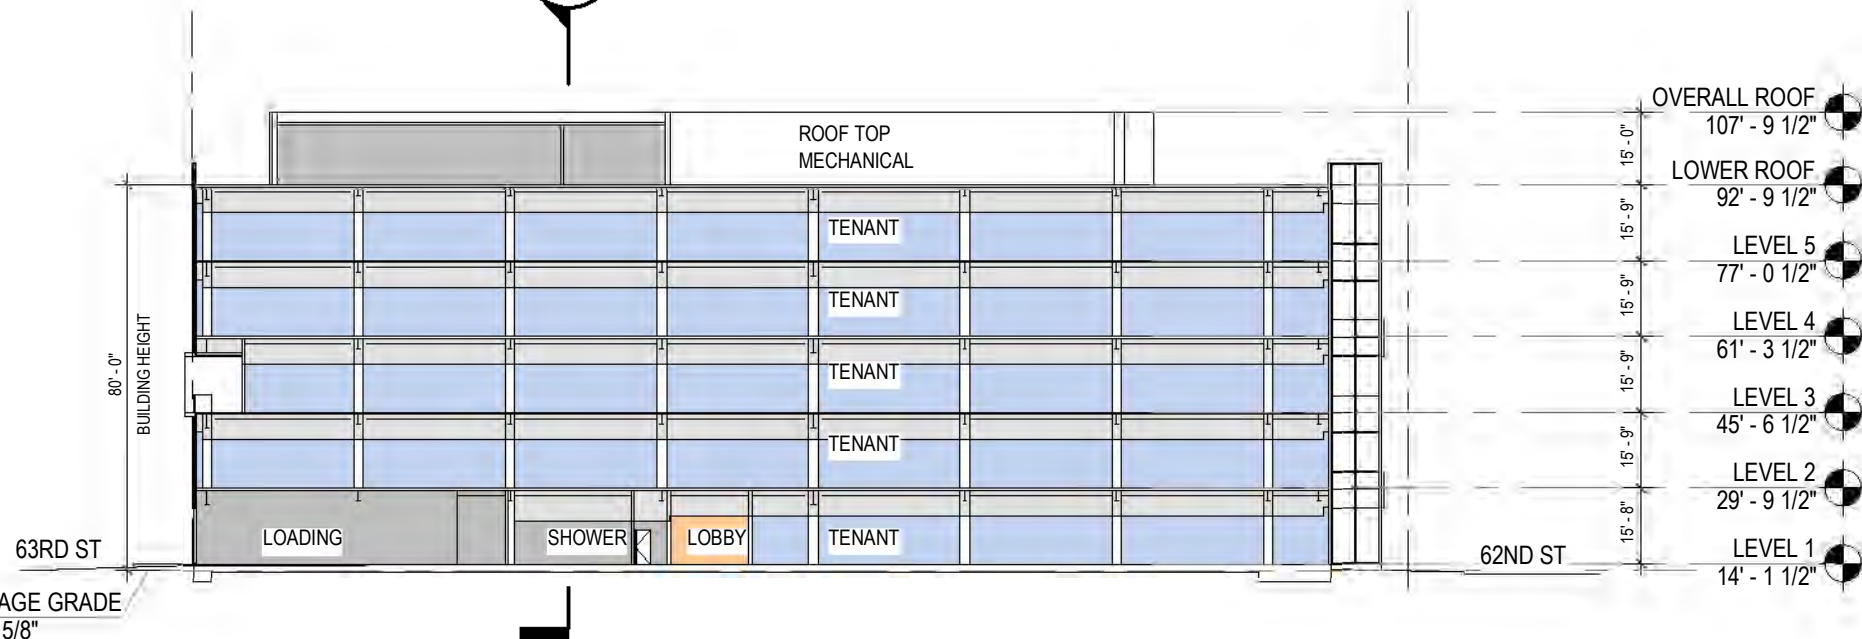 OVERALL ROOF
107' - 9 1/2"
15' - 0"
ROOF TOP
MECHANICAL
LOWER ROOF
92' - 9 1/2"
15' - 9"
TENANT
LEVEL 5
77' - 0 1/2"
15' - 9"
TENANT
LEVEL 4
61' - 3 1/2"
15' - 9"
TENANT
80' - 0"
BUILDING HEIGHT
LEVEL 3
45' - 6 1/2"
15' - 9"
TENANT
LEVEL 2
29' - 9 1/2"
15' - 8"
LOADING
SHOWER
LOBBY
TENANT
63RD ST
62ND ST
LEVEL 1
14' - 1 1/2"
AGE GRADE
5/8"